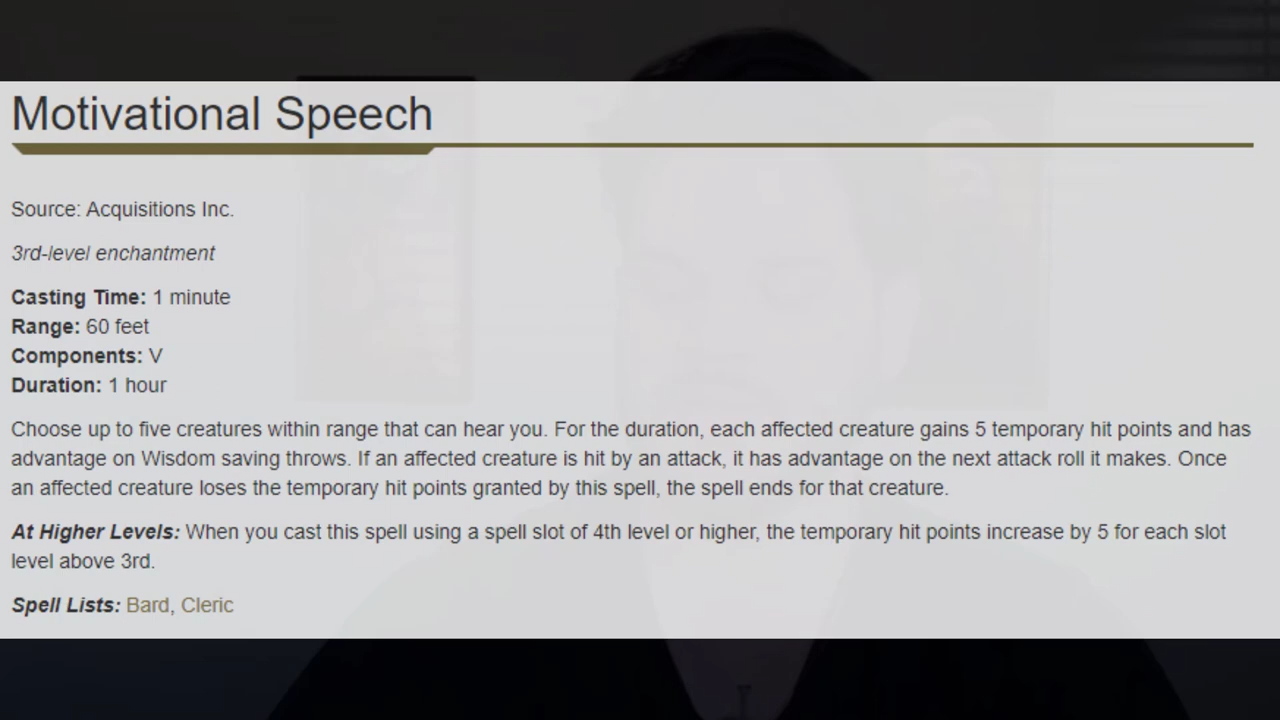 Motivational Speech
Source: Acquisitions Inc.
3rd-level enchantment
Casting Time: 1 minute
Range: 60 feet
Components: V
Duration: 1 hour
Choose up to five creatures within range that can hear you. For the duration, each affected creature gains 5 temporary hit points and has
advantage on Wisdom saving throws. If an affected creature is hit by an attack, it has advantage on the next attack roll it makes. Once
an affected creature loses the temporary hit points granted by this spell, the spell ends for that creature.
At Higher Levels: When you cast this spell using a spell slot of 4th level or higher, the temporary hit points increase by 5 for each slot
level above 3rd.
Spell Lists: Bard, Cleric